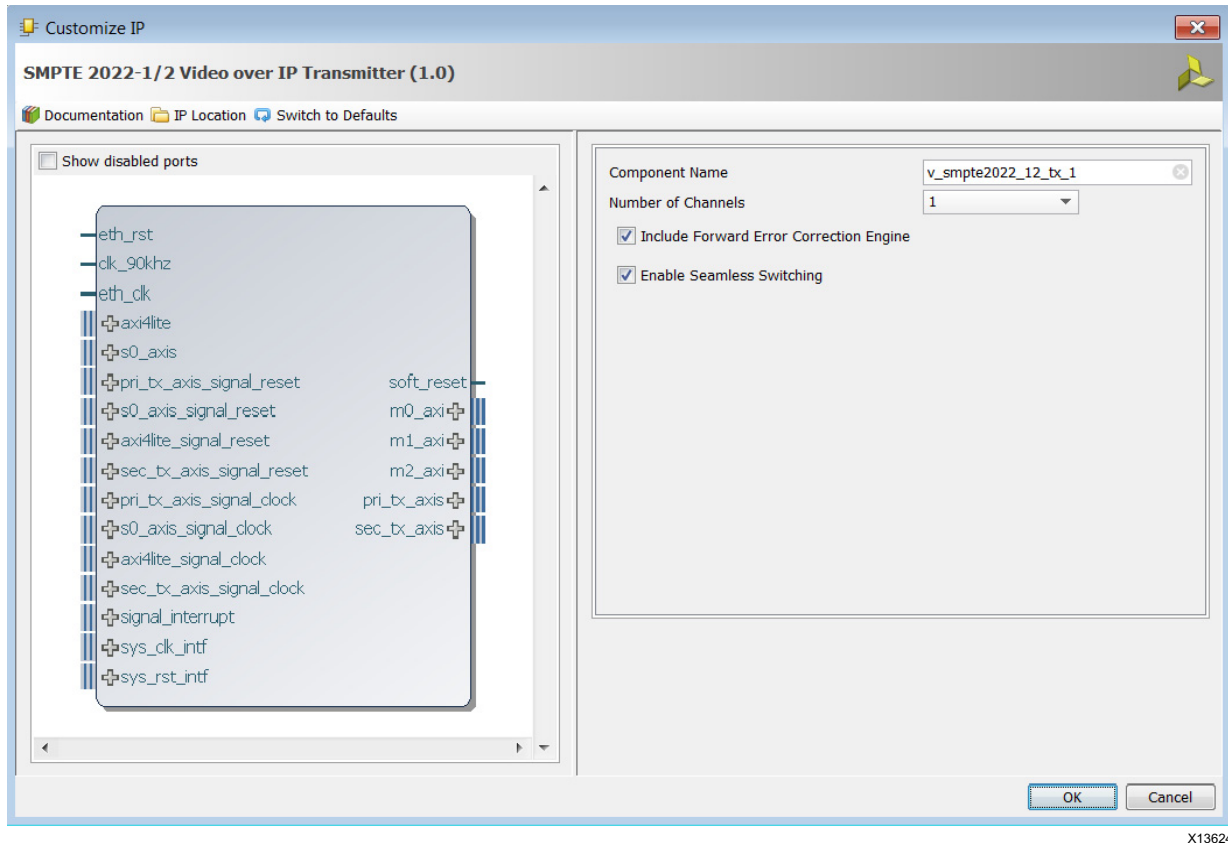 Customize IP
SMPTE 2022-1/2 Video over IP Transmitter (1.0)
Documentation IP Location Switch to Defaults
Show disabled ports
eth_rst
clk_90khz
eth_clk
axi4lite
s0_axis
pri_tx_axis_signal_reset soft_reset
s0_axis_signal_reset m0_axi
axi4lite_signal_reset m1_axi
sec_tx_axis_signal_reset m2_axi
pri_tx_axis_signal_clock pri_tx_axis
s0_axis_signal_clock sec_tx_axis
axi4lite_signal_clock
sec_tx_axis_signal_clock
signal_interrupt
sys_clk_intf
sys_rst_intf
Component Name v_smpte2022_12_tx_1
Number of Channels 1
Include Forward Error Correction Engine
Enable Seamless Switching
OK Cancel
X13624